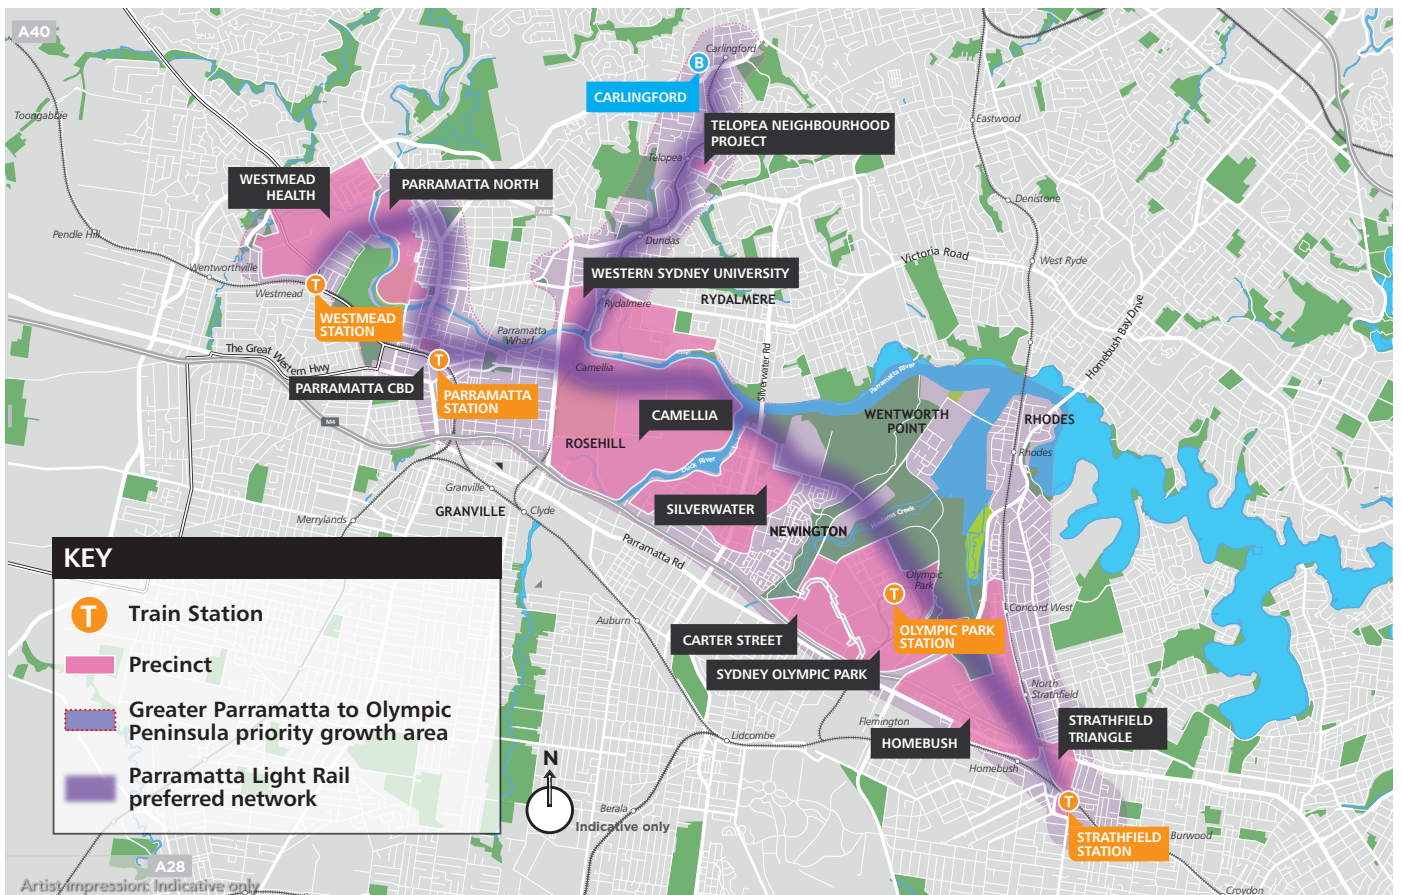 A40
Carlingford
B
CARLINGFORD
Toongabbie
Eastwood
TELOPEA NEIGHBOURHOOD
PROJECT
Telopea
WESTMEAD
HEALTH
PARRAMATTA NORTH
Denistone
A40
Pendle Hill
Dundas
Victoria Road
West Ryde
Wentworthville
WESTERN SYDNEY UNIVERSITY
T
Westmead
Rydalmere
RYDALMERE
Homebush Bay Drive
WESTMEAD
STATION
Parramatta
Wharf
The Great Western Hwy
T
Camellia
Silverwater Rd
Parramatta River
PARRAMATTA CBD
PARRAMATTA
STATION
CAMELLIA
WENTWORTH
POINT
RHODES
M4
ROSEHILL
Rhodes
Duck River
Granville
GRANVILLE
Clyde
SILVERWATER
Merrylands
NEWINGTON
Haslams Creek
Parramatta Rd
KEY
T
Train Station
Precinct
Greater Parramatta to Olympic
Peninsula priority growth area
Parramatta Light Rail
preferred network
Olympic
Park
T
Concord West
Auburn
CARTER STREET
OLYMPIC PARK
STATION
SYDNEY OLYMPIC PARK
North
Strathfield
Flemington
STRATHFIELD
TRIANGLE
Lidcombe
HOMEBUSH
Homebush
N
Indicative only
Berala
T
STRATHFIELD
STATION
Burwood
A28
Croydon
Artist impression: Indicative only